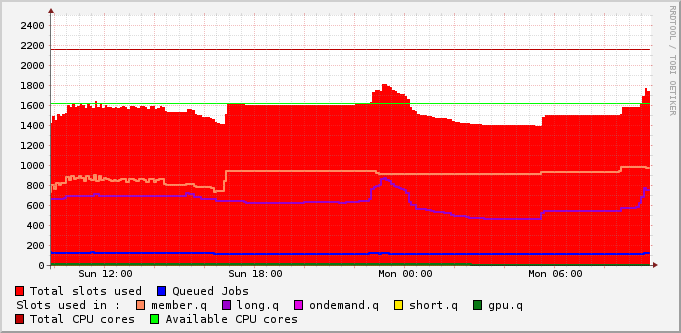 RRDTOOL / TOBI OETIKER
2400
2200
2000
1800
1600
1400
1200
1000
800
600
400
200
0
Sun 12:00 Sun 18:00 Mon 00:00 Mon 06:00
Total slots used Queued Jobs
Slots used in : member.q long.q ondemand.q short.q gpu.q
Total CPU cores Available CPU cores